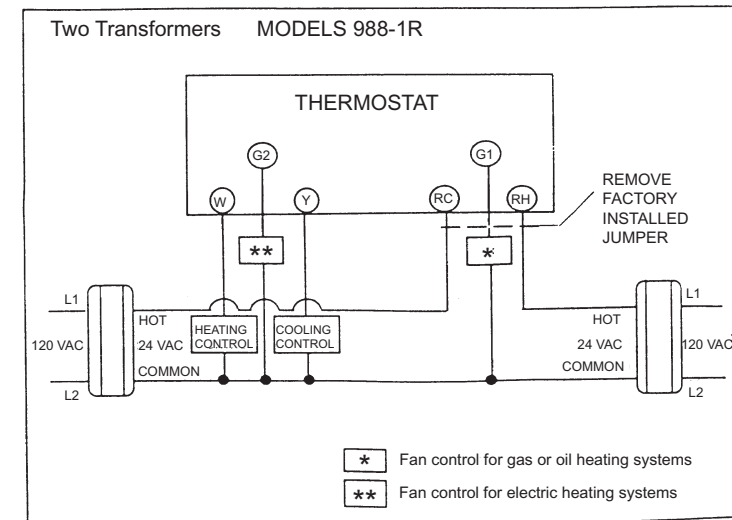 Two Transformers MODELS 988-1R
THERMOSTAT
G2
G1
W
Y
RC
RH
REMOVE
FACTORY
INSTALLED
JUMPER
**
*
L1
HOT
120 VAC
24 VAC
COMMON
L2
HEATING
CONTROL
COOLING
CONTROL
L1
HOT
24 VAC
120 VAC
COMMON
L2
* Fan control for gas or oil heating systems
** Fan control for electric heating systems